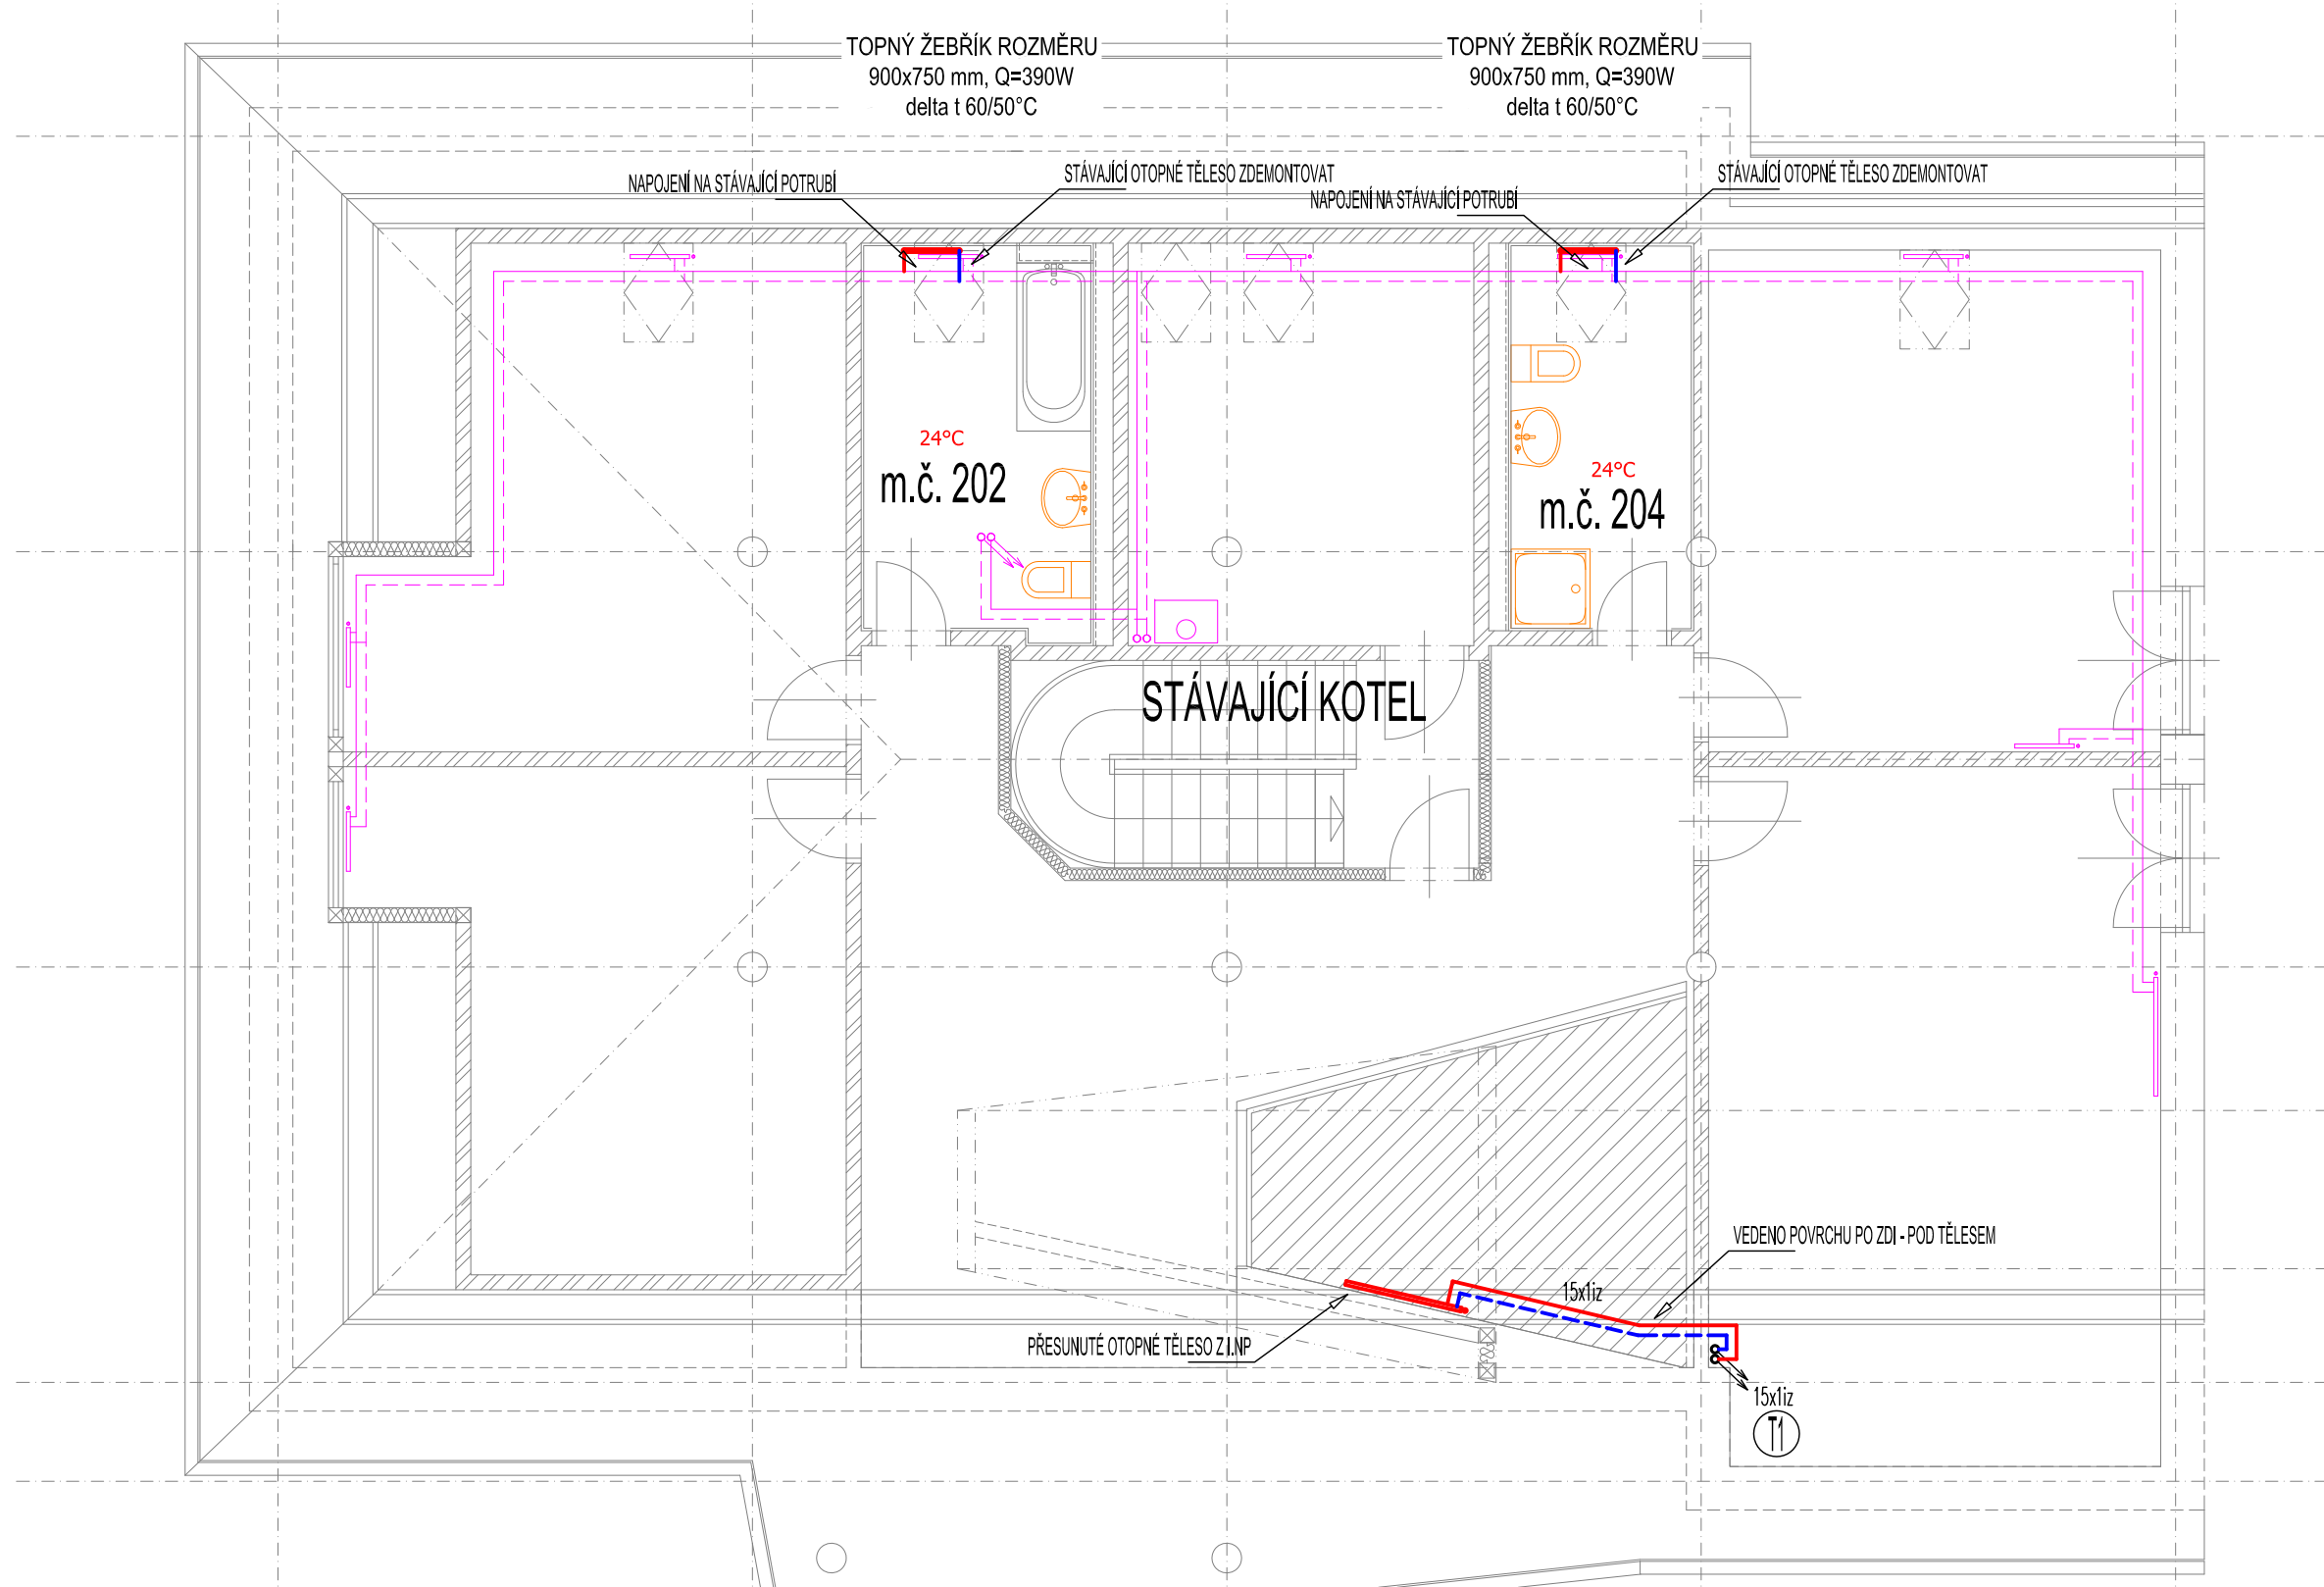 TOPNÝ ŽEBŘÍK ROZMĚRU
900x750 mm, Q=390W
delta t 60/50°C
TOPNÝ ŽEBŘÍK ROZMĚRU
900x750 mm, Q=390W
delta t 60/50°C
NAPOJENÍ NA STÁVAJÍCÍ POTRUBÍ
STÁVAJÍCÍ OTOPNÉ TĚLESO ZDEMONTOVAT
NAPOJENÍ NA STÁVAJÍCÍ POTRUBÍ
STÁVAJÍCÍ OTOPNÉ TĚLESO ZDEMONTOVAT
24°C
m.č. 202
24°C
m.č. 204
STÁVAJÍCÍ KOTEL
VEDENO POVRCHU PO ZDI - POD TĚLESEM
15x1iz
PŘESUNUTÉ OTOPNÉ TĚLESO Z I.NP
15x1iz
T1